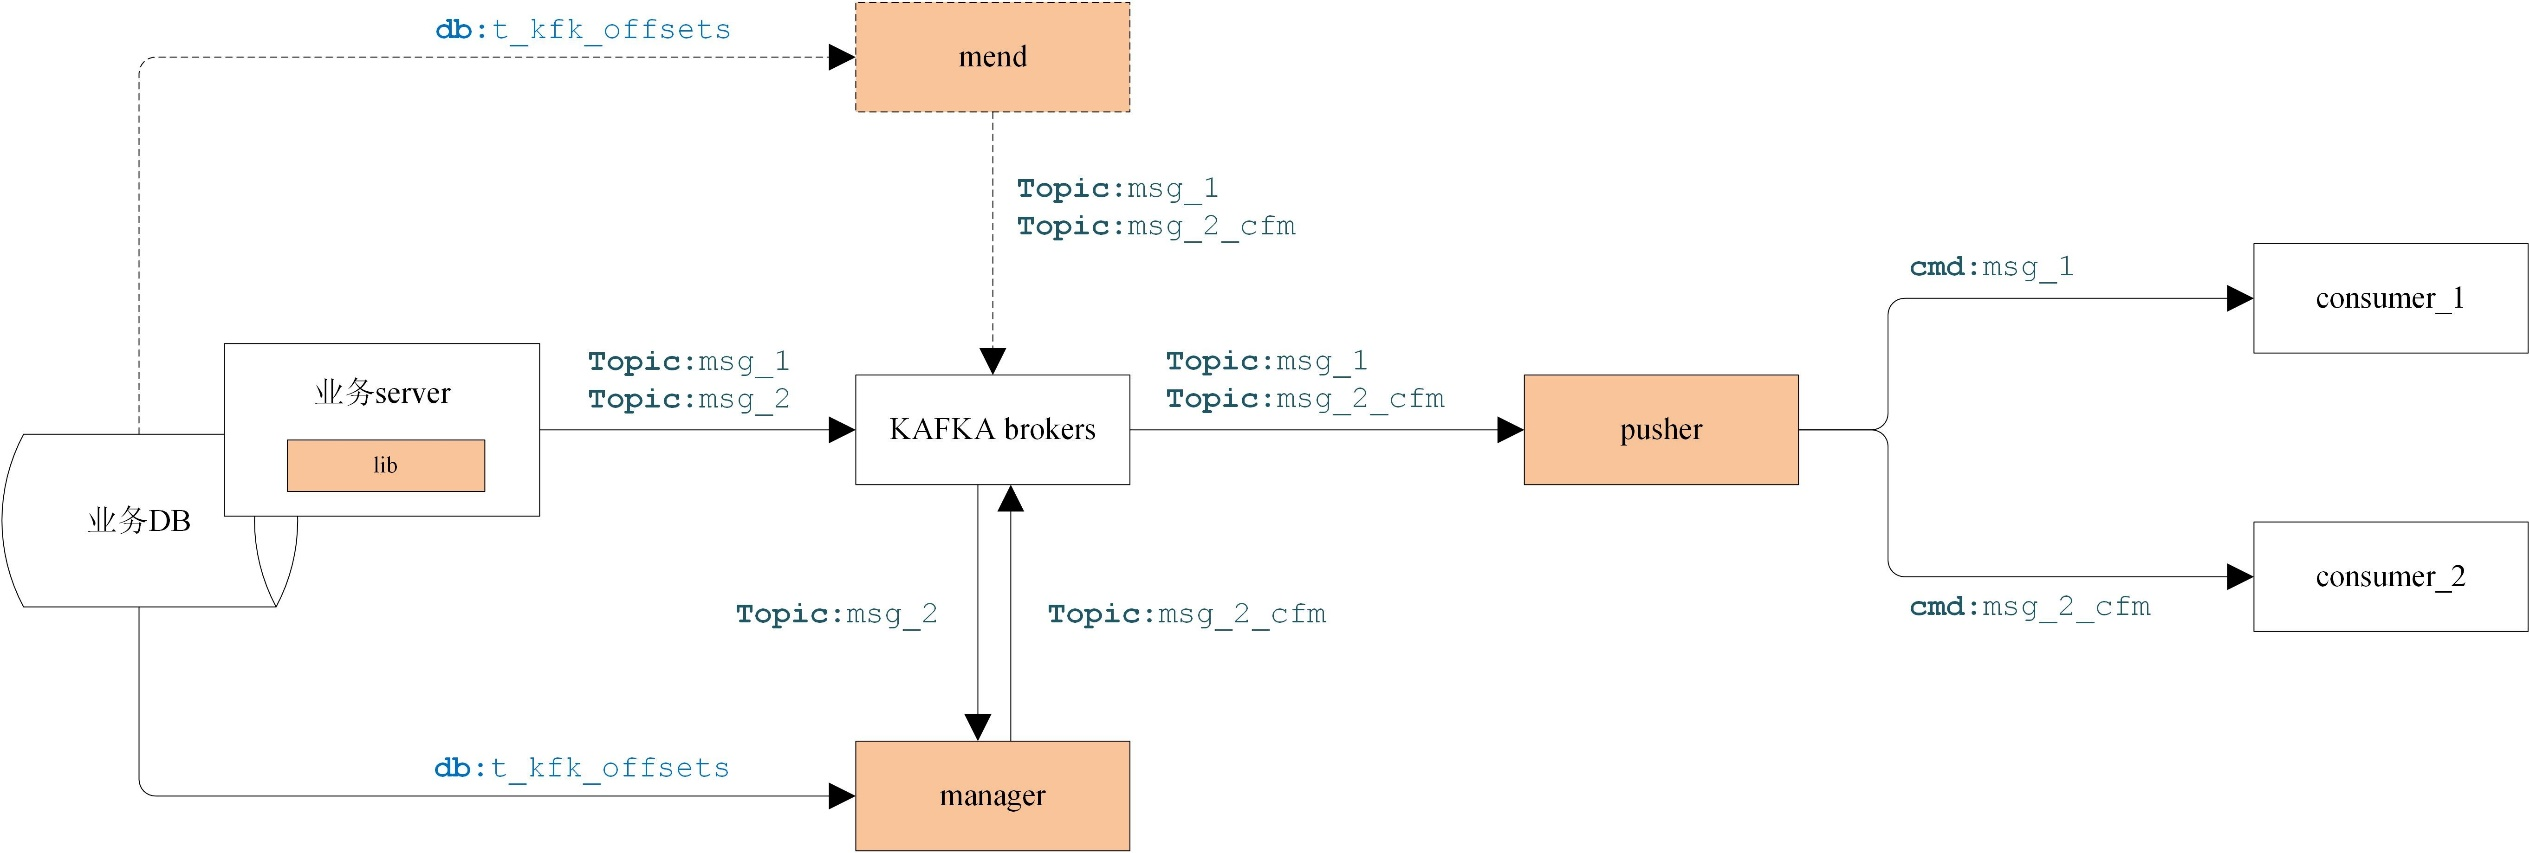 db:t_kfk_offsets
mend
Topic:msg_1
Topic:msg_2_cfm
cmd:msg_1
consumer_1
业务server
lib
业务DB
Topic:msg_1
Topic:msg_2
KAFKA brokers
Topic:msg_1
Topic:msg_2_cfm
pusher
consumer_2
cmd:msg_2_cfm
Topic:msg_2
Topic:msg_2_cfm
db:t_kfk_offsets
manager